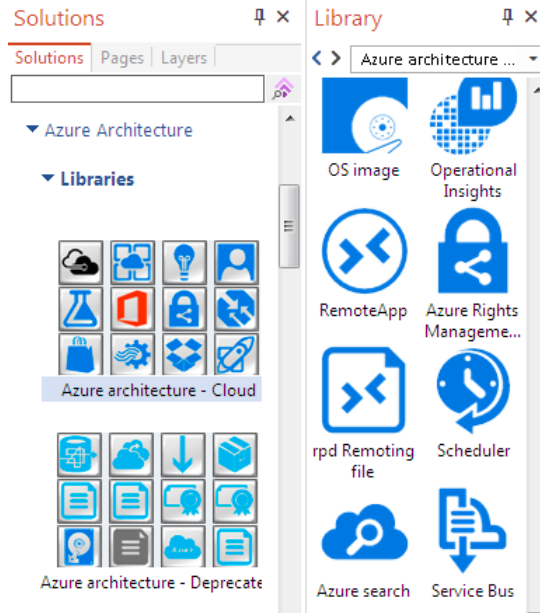 Solutions
Solutions Pages Layers
Azure Architecture
Libraries
Azure architecture - Cloud
Azure architecture - Deprecate
Library
Azure architecture ...
OS image
Operational
Insights
RemoteApp
Azure Rights
Manageme...
rpd Remoting
file
Scheduler
Azure search
Service Bus